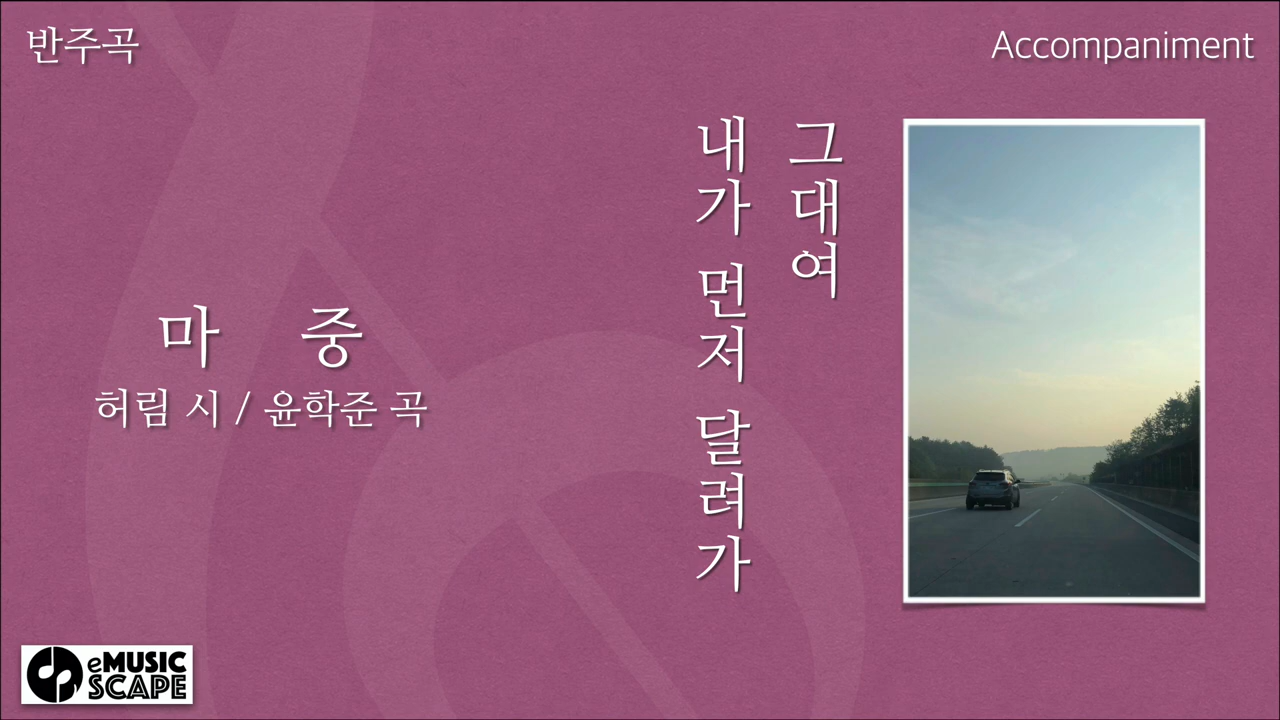 반주곡
Accompaniment
그대여
내가 먼저 달려가
마 중
허림 시 / 윤학준 곡
eMUSIC
SCAPE